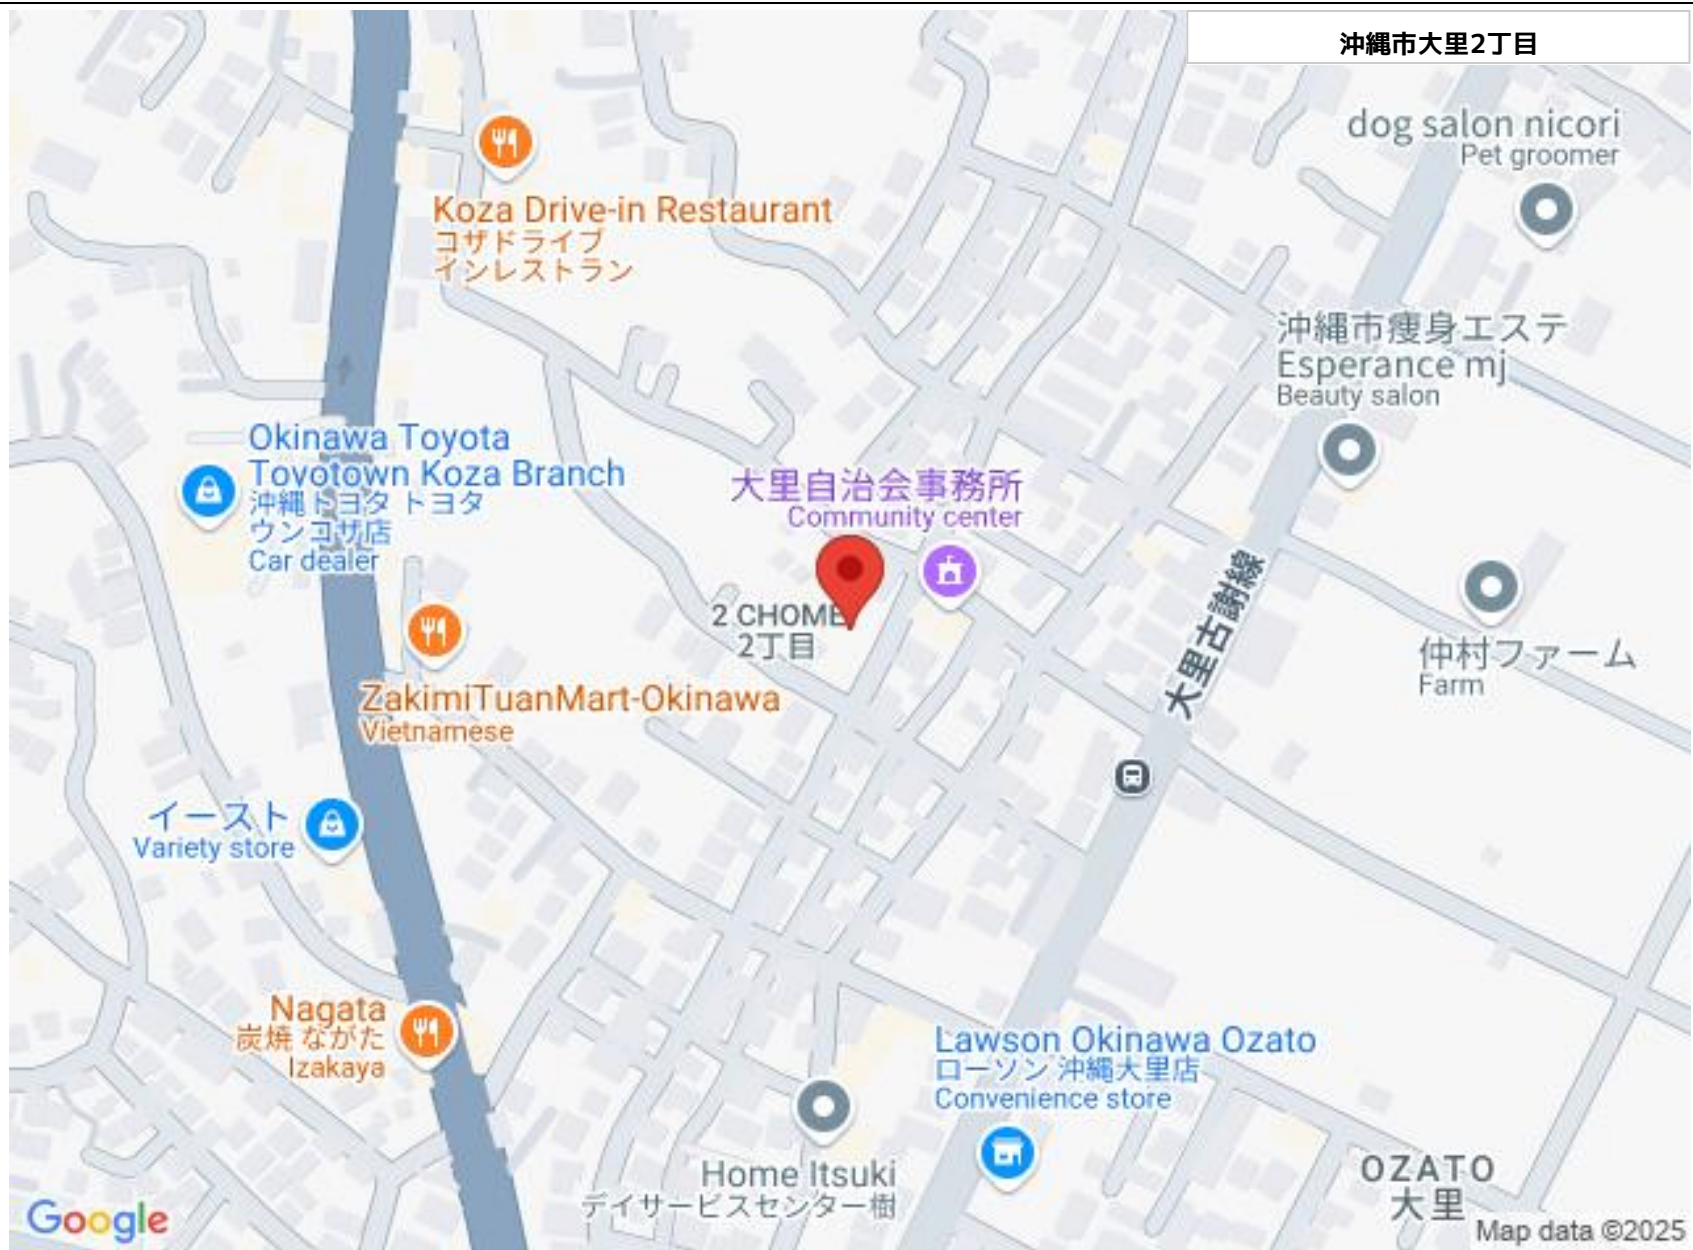 沖縄市大里2丁目
dog salon nicori
Pet groomer
Koza Drive-in Restaurant
コザドライブ
インレストラン
沖縄市痩身エステ
Esperance mj
Beauty salon
Okinawa Toyota
Toyotown Koza Branch
沖縄トヨタ トヨタ
ウンコザ店
Car dealer
大里自治会事務所
Community center
大里古謝線
2 CHOME
2丁目
仲村ファーム
Farm
ZakimiTuanMart-Okinawa
Vietnamese
イースト
Variety store
Nagata
炭焼 ながた
Izakaya
Lawson Okinawa Ozato
ローソン 沖縄大里店
Convenience store
Home Itsuki
デイサービスセンター樹
OZATO
大里
Google
Map data ©2025